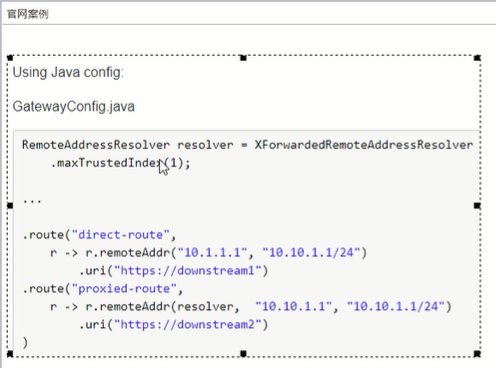 官网案例
Using Java config:
GatewayConfig.java
RemoteAddressResolver resolver = XForwardedRemoteAddressResolver
    .maxTrustedIndex(1);
...
.route("direct-route",
    r -> r.remoteAddr("10.1.1.1", "10.10.1.1/24")
        .uri("https://downstream1")
.route("proxied-route",
    r -> r.remoteAddr(resolver,  "10.10.1.1", "10.10.1.1/24")
        .uri("https://downstream2")
)